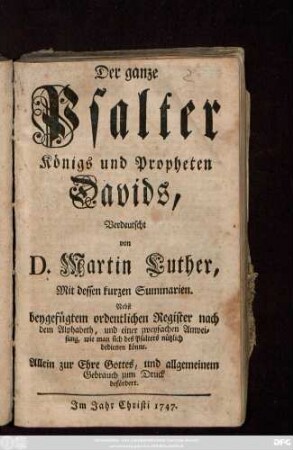 Der ganze
Psalter
Königs und Propheten
Davids,
Verdeutscht
von
D. Martin Luther,
Mit dessen kurzen Summarien.
Nebst
beygefügtem ordentlichen Register nach
dem Alphabeth, und einer zweyfachen Anwei-
sung, wie man sich des Psalters nützlich
bedienen könne.
Allein zur Ehre Gottes, und allgemeinem
Gebrauch zum Druck
befördert.
Im Jahr Christi 1747.